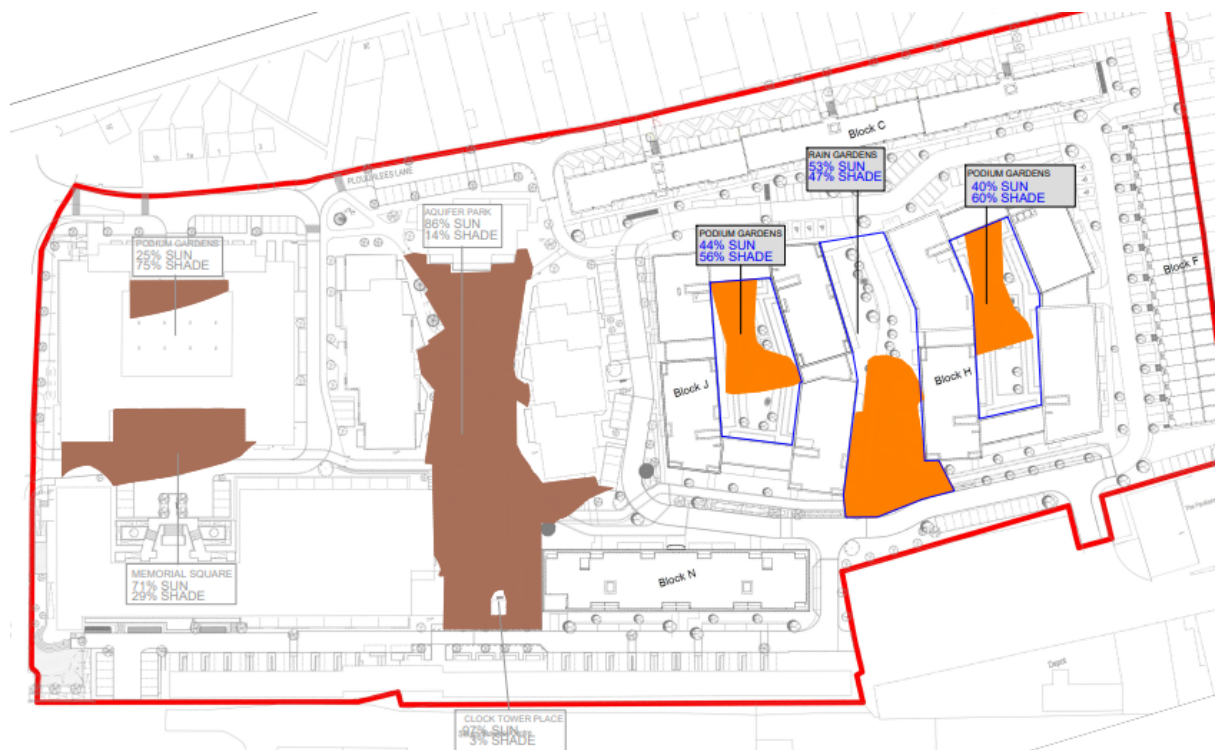 Block C
PLOUGHLEES LANE
RAIN GARDENS
53% SUN
47% SHADE
PODIUM GARDENS
40% SUN
60% SHADE
AQUIFER PARK
86% SUN
14% SHADE
PODIUM GARDENS
44% SUN
56% SHADE
PODIUM GARDENS
25% SUN
75% SHADE
Block F
Block J
Block H
MEMORIAL SQUARE
71% SUN
29% SHADE
Block N
Depot
CLOCK TOWER PLACE
97% SUN
3% SHADE